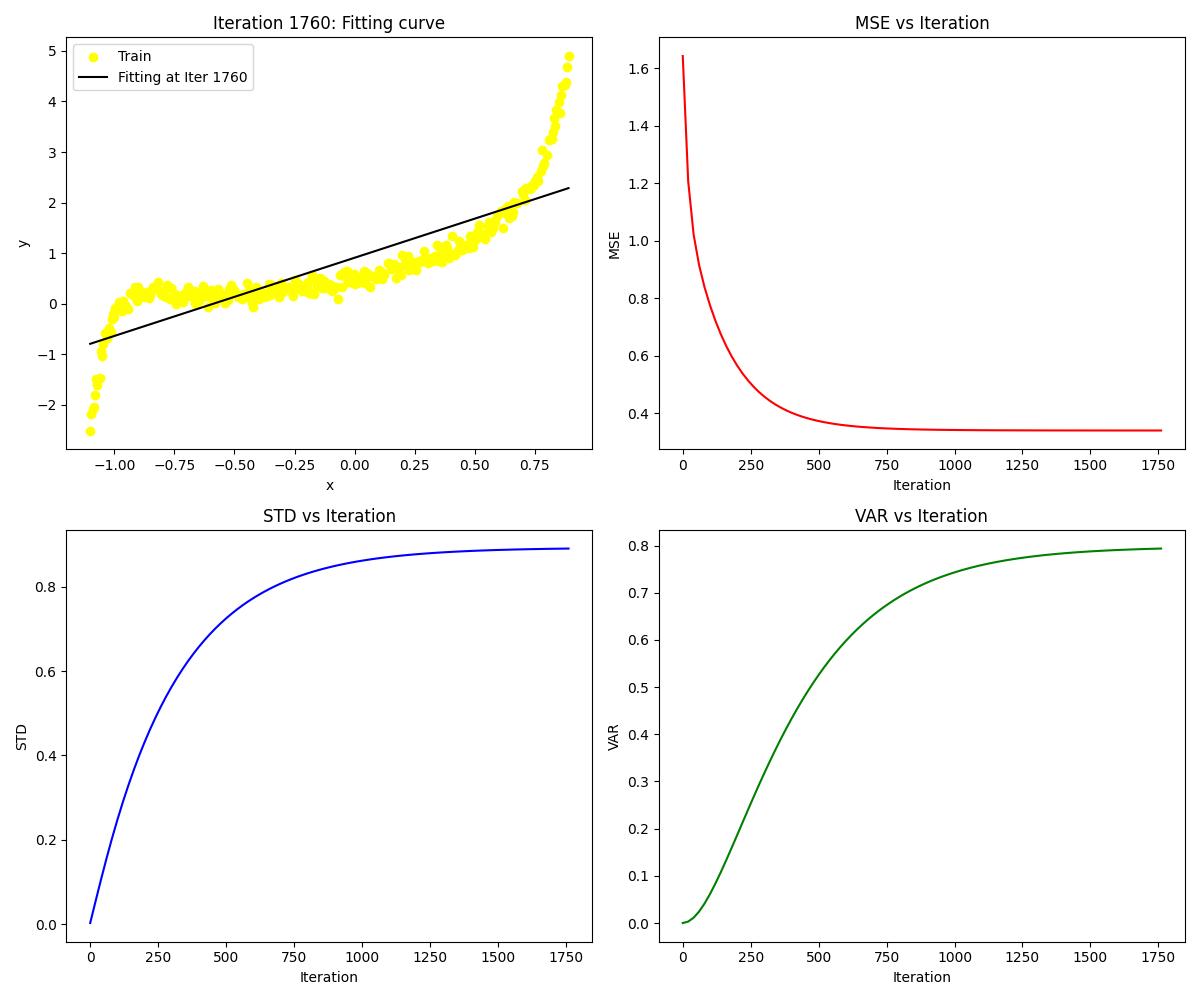 Iteration 1760: Fitting curve
Train
Fitting at Iter 1760
5
4
3
2
1
0
−1
−2
y
−1.00 −0.75 −0.50 −0.25 0.00 0.25 0.50 0.75
x
MSE vs Iteration
1.6
1.4
1.2
1.0
0.8
0.6
0.4
MSE
0 250 500 750 1000 1250 1500 1750
Iteration
STD vs Iteration
0.8
0.6
0.4
0.2
0.0
STD
0 250 500 750 1000 1250 1500 1750
Iteration
VAR vs Iteration
0.8
0.7
0.6
0.5
0.4
0.3
0.2
0.1
0.0
VAR
0 250 500 750 1000 1250 1500 1750
Iteration